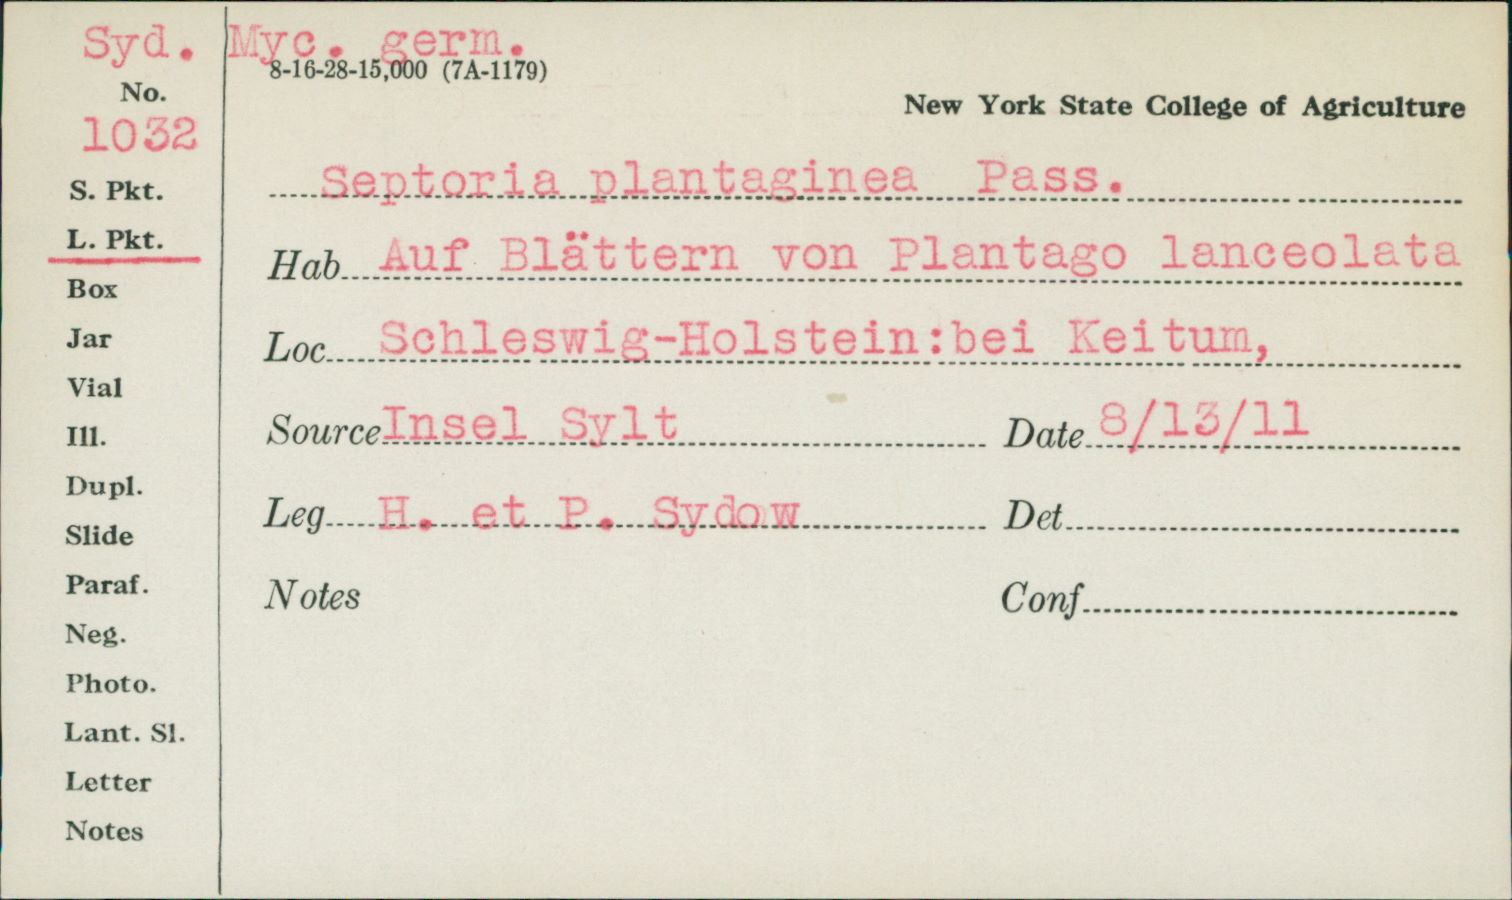 Syd. Myc. germ.
8-16-28-15,000 (7A-1179)
No.
New York State College of Agriculture
1032
S. Pkt.
Septoria plantaginea Pass.
L. Pkt.
Hab Auf Blättern von Plantago lanceolata
Box
Jar
Loc Schleswig-Holstein:bei Keitum,
Vial
Ill.
Source Insel Sylt Date 8/13/11
Dupl.
Leg H. et P. Sydow Det
Slide
Paraf.
Notes Conf
Neg.
Photo.
Lant. Sl.
Letter
Notes